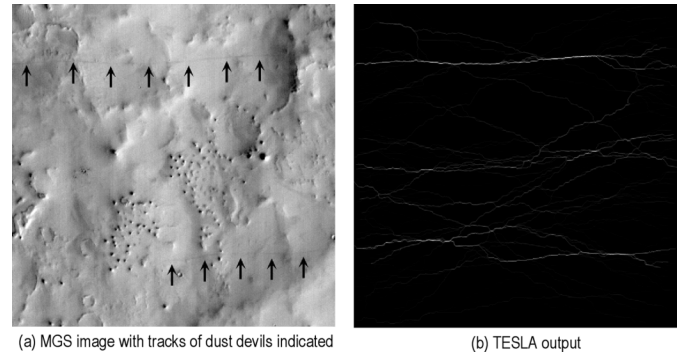 (a) MGS image with tracks of dust devils indicated
(b) TESLA output